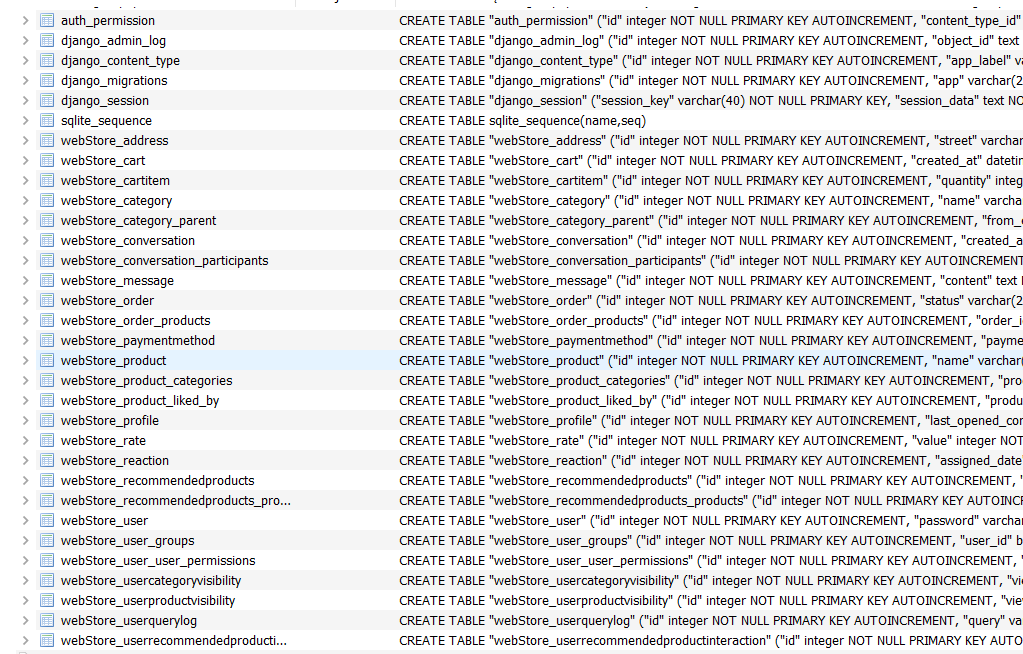 auth_permission CREATE TABLE "auth_permission" ("id" integer NOT NULL PRIMARY KEY AUTOINCREMENT, "content_type_id"
django_admin_log CREATE TABLE "django_admin_log" ("id" integer NOT NULL PRIMARY KEY AUTOINCREMENT, "object_id" text
django_content_type CREATE TABLE "django_content_type" ("id" integer NOT NULL PRIMARY KEY AUTOINCREMENT, "app_label" va
django_migrations CREATE TABLE "django_migrations" ("id" integer NOT NULL PRIMARY KEY AUTOINCREMENT, "app" varchar(2
django_session CREATE TABLE "django_session" ("session_key" varchar(40) NOT NULL PRIMARY KEY, "session_data" text NO
sqlite_sequence CREATE TABLE sqlite_sequence(name,seq)
webStore_address CREATE TABLE "webStore_address" ("id" integer NOT NULL PRIMARY KEY AUTOINCREMENT, "street" varchar
webStore_cart CREATE TABLE "webStore_cart" ("id" integer NOT NULL PRIMARY KEY AUTOINCREMENT, "created_at" datetim
webStore_cartitem CREATE TABLE "webStore_cartitem" ("id" integer NOT NULL PRIMARY KEY AUTOINCREMENT, "quantity" integ
webStore_category CREATE TABLE "webStore_category" ("id" integer NOT NULL PRIMARY KEY AUTOINCREMENT, "name" varcha
webStore_category_parent CREATE TABLE "webStore_category_parent" ("id" integer NOT NULL PRIMARY KEY AUTOINCREMENT, "from_c
webStore_conversation CREATE TABLE "webStore_conversation" ("id" integer NOT NULL PRIMARY KEY AUTOINCREMENT, "created_a
webStore_conversation_participants CREATE TABLE "webStore_conversation_participants" ("id" integer NOT NULL PRIMARY KEY AUTOINCREMENT
webStore_message CREATE TABLE "webStore_message" ("id" integer NOT NULL PRIMARY KEY AUTOINCREMENT, "content" text
webStore_order CREATE TABLE "webStore_order" ("id" integer NOT NULL PRIMARY KEY AUTOINCREMENT, "status" varchar(2
webStore_order_products CREATE TABLE "webStore_order_products" ("id" integer NOT NULL PRIMARY KEY AUTOINCREMENT, "order_i
webStore_paymentmethod CREATE TABLE "webStore_paymentmethod" ("id" integer NOT NULL PRIMARY KEY AUTOINCREMENT, "payme
webStore_product CREATE TABLE "webStore_product" ("id" integer NOT NULL PRIMARY KEY AUTOINCREMENT, "name" varchar(
webStore_product_categories CREATE TABLE "webStore_product_categories" ("id" integer NOT NULL PRIMARY KEY AUTOINCREMENT, "pro
webStore_product_liked_by CREATE TABLE "webStore_product_liked_by" ("id" integer NOT NULL PRIMARY KEY AUTOINCREMENT, "produ
webStore_profile CREATE TABLE "webStore_profile" ("id" integer NOT NULL PRIMARY KEY AUTOINCREMENT, "last_opened_con
webStore_rate CREATE TABLE "webStore_rate" ("id" integer NOT NULL PRIMARY KEY AUTOINCREMENT, "value" integer NOT
webStore_reaction CREATE TABLE "webStore_reaction" ("id" integer NOT NULL PRIMARY KEY AUTOINCREMENT, "assigned_date"
webStore_recommendedproducts CREATE TABLE "webStore_recommendedproducts" ("id" integer NOT NULL PRIMARY KEY AUTOINCREMENT, "
webStore_recommendedproducts_pro... CREATE TABLE "webStore_recommendedproducts_products" ("id" integer NOT NULL PRIMARY KEY AUTOINCR
webStore_user CREATE TABLE "webStore_user" ("id" integer NOT NULL PRIMARY KEY AUTOINCREMENT, "password" varchar
webStore_user_groups CREATE TABLE "webStore_user_groups" ("id" integer NOT NULL PRIMARY KEY AUTOINCREMENT, "user_id" b
webStore_user_user_permissions CREATE TABLE "webStore_user_user_permissions" ("id" integer NOT NULL PRIMARY KEY AUTOINCREMENT, "
webStore_usercategoryvisibility CREATE TABLE "webStore_usercategoryvisibility" ("id" integer NOT NULL PRIMARY KEY AUTOINCREMENT, "vi
webStore_userproductvisibility CREATE TABLE "webStore_userproductvisibility" ("id" integer NOT NULL PRIMARY KEY AUTOINCREMENT, "view
webStore_userquerylog CREATE TABLE "webStore_userquerylog" ("id" integer NOT NULL PRIMARY KEY AUTOINCREMENT, "query" va
webStore_userrecommendedproducti... CREATE TABLE "webStore_userrecommendedproductinteraction" ("id" integer NOT NULL PRIMARY KEY AUTO